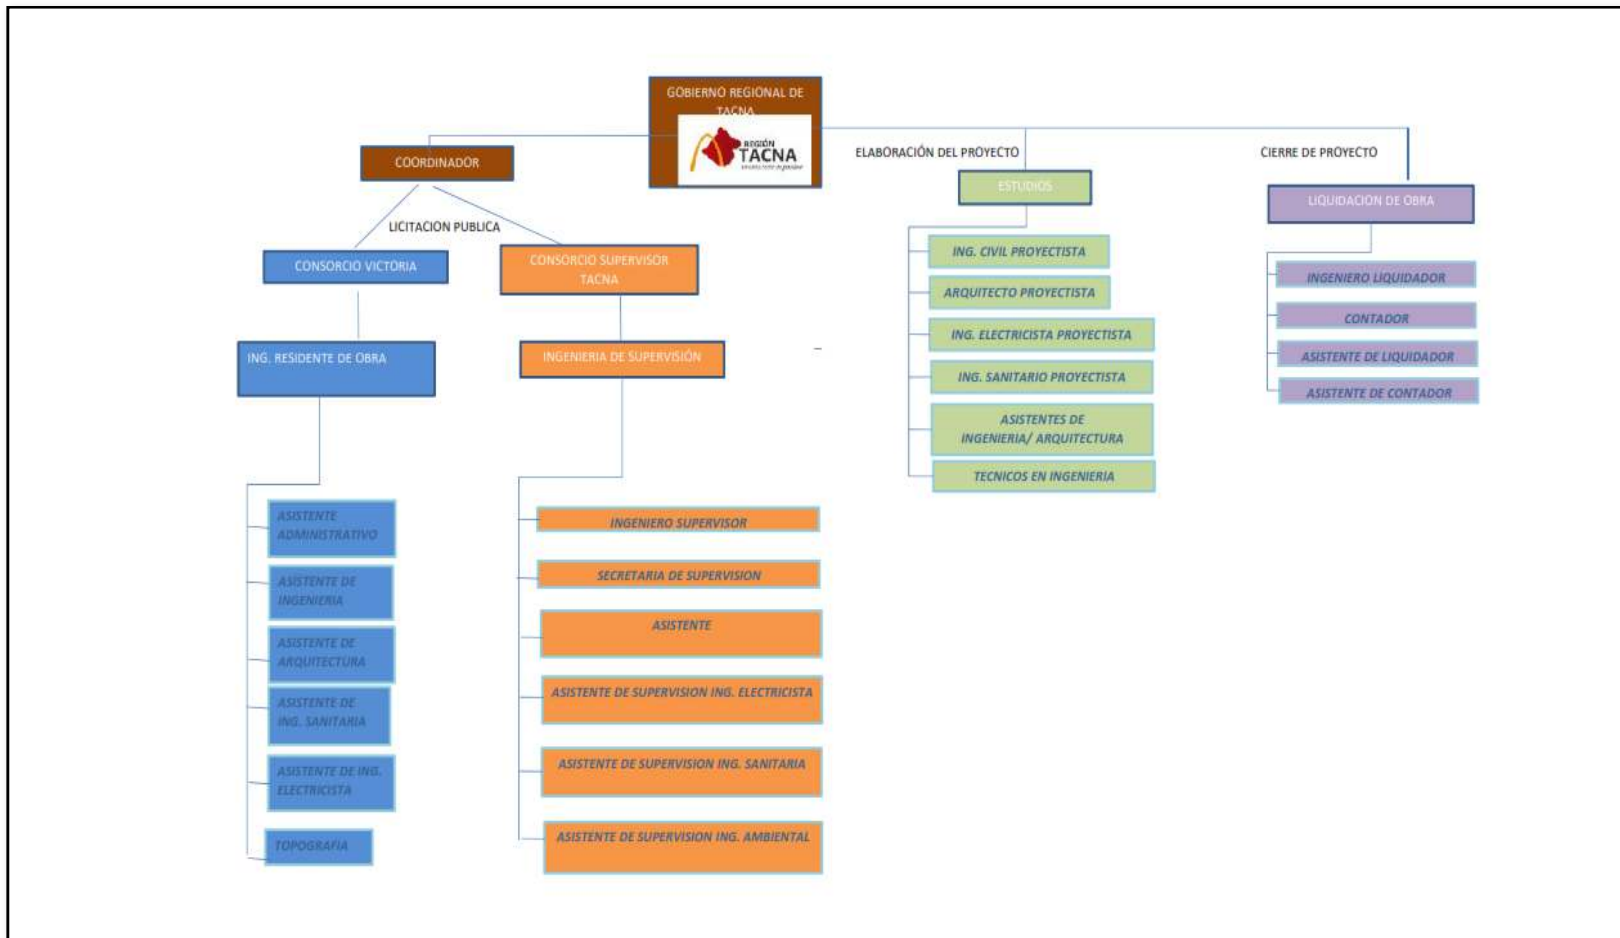 GOBIERNO REGIONAL DE
TACNA
REGIÓN
TACNA
COORDINADOR
ELABORACIÓN DEL PROYECTO
CIERRE DE PROYECTO
LICITACION PUBLICA
CONSORCIO VICTORIA
CONSORCIO SUPERVISOR
TACNA
ING. RESIDENTE DE OBRA
INGENIERIA DE SUPERVISIÓN
ASISTENTE
ADMINISTRATIVO
ASISTENTE DE
INGENIERIA
ASISTENTE DE
ARQUITECTURA
ASISTENTE DE
ING. SANITARIA
ASISTENTE DE ING.
ELECTRICISTA
TOPOGRAFIA
INGENIERO SUPERVISOR
SECRETARIA DE SUPERVISION
ASISTENTE
ASISTENTE DE SUPERVISION ING. ELECTRICISTA
ASISTENTE DE SUPERVISION ING. SANITARIA
ASISTENTE DE SUPERVISION ING. AMBIENTAL
ESTUDIOS
ING. CIVIL PROYECTISTA
ARQUITECTO PROYECTISTA
ING. ELECTRICISTA PROYECTISTA
ING. SANITARIO PROYECTISTA
ASISTENTES DE
INGENIERIA/ ARQUITECTURA
TECNICOS EN INGENIERIA
LIQUIDACION DE OBRA
INGENIERO LIQUIDADOR
CONTADOR
ASISTENTE DE LIQUIDADOR
ASISTENTE DE CONTADOR